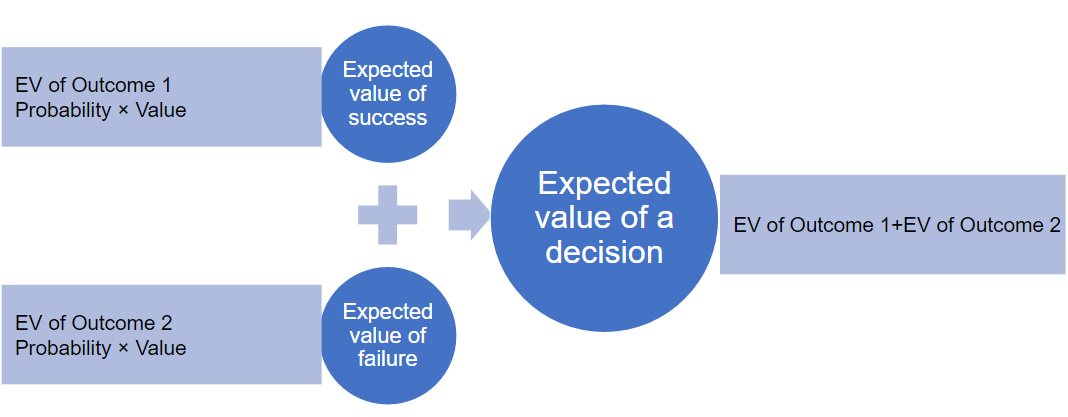 EV of Outcome 1
Probability × Value
Expected
value of
success
EV of Outcome 2
Probability × Value
Expected
value of
failure
Expected
value of a
decision
EV of Outcome 1+EV of Outcome 2